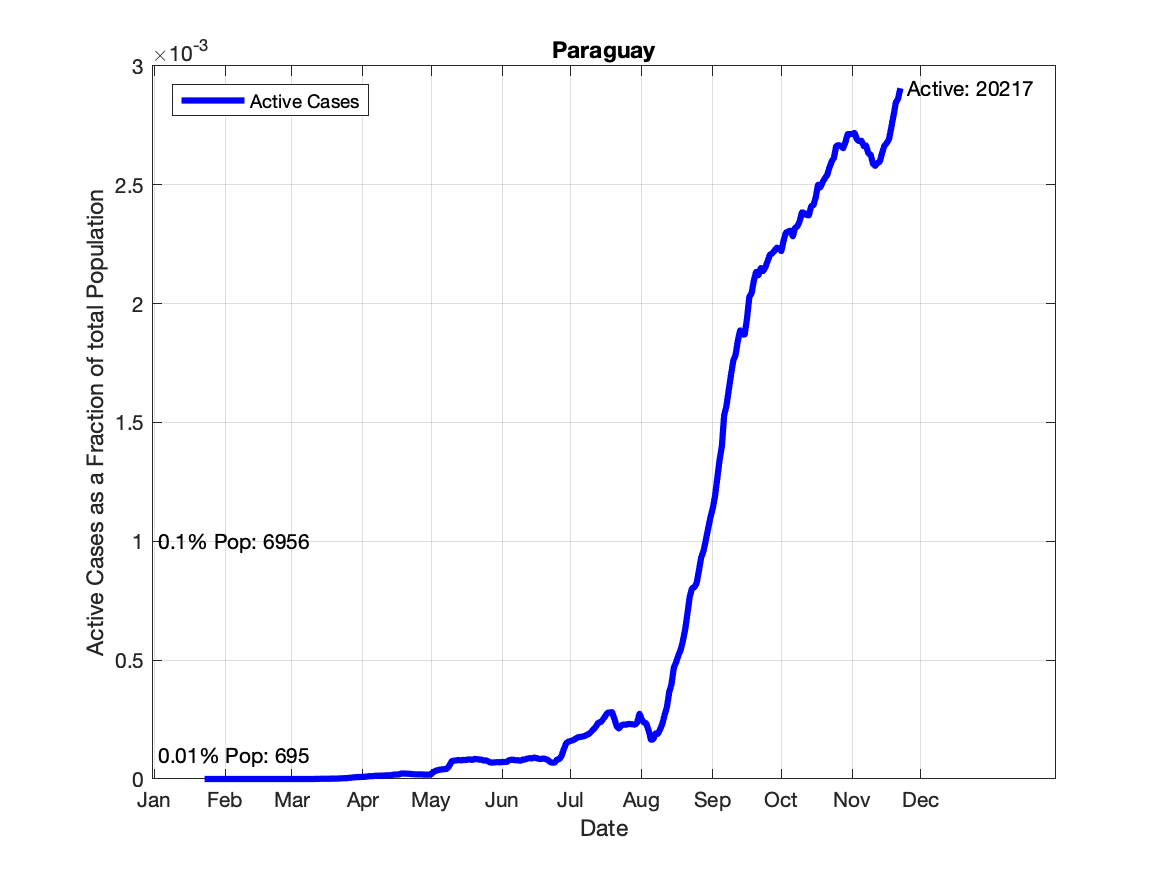 Paraguay
×10-3
3
2.5
2
1.5
1
0.5
0
Active Cases as a Fraction of total Population
Active Cases
Active: 20217
0.1% Pop: 6956
0.01% Pop: 695
Jan Feb Mar Apr May Jun Jul Aug Sep Oct Nov Dec
Date